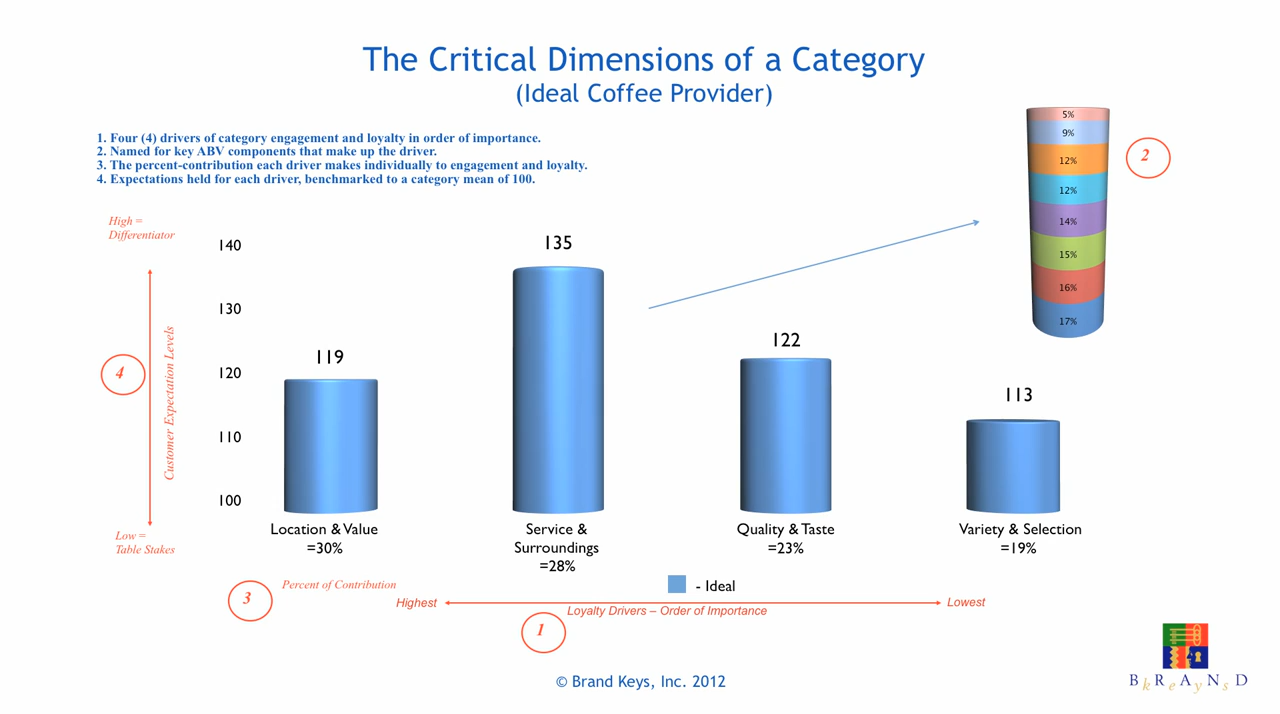 The Critical Dimensions of a Category
(Ideal Coffee Provider)
1. Four (4) drivers of category engagement and loyalty in order of importance.
2. Named for key ABV components that make up the driver.
3. The percent-contribution each driver makes individually to engagement and loyalty.
4. Expectations held for each driver, benchmarked to a category mean of 100.
5%
9%
12%
12%
14%
15%
16%
17%
2
High =
Differentiator
4
Customer Expectation Levels
Low =
Table Stakes
140
130
120
110
100
119
135
122
113
Location & Value
=30%
Service &
Surroundings
=28%
Quality & Taste
=23%
Variety & Selection
=19%
3
Percent of Contribution
- Ideal
Highest
Lowest
Loyalty Drivers – Order of Importance
1
© Brand Keys, Inc. 2012
BkReAyNsD